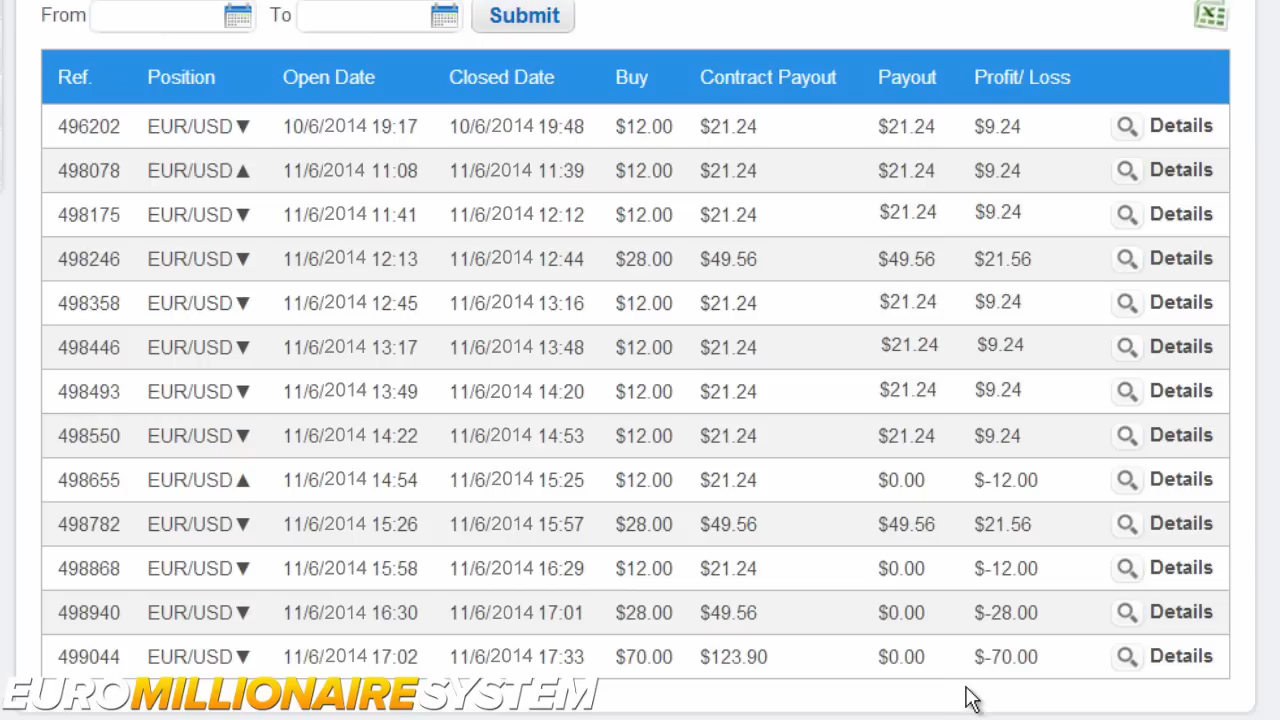 From To Submit
Ref. Position Open Date Closed Date Buy Contract Payout Payout Profit/ Loss
496202 EUR/USD▼ 10/6/2014 19:17 10/6/2014 19:48 $12.00 $21.24 $21.24 $9.24 Details
498078 EUR/USD▲ 11/6/2014 11:08 11/6/2014 11:39 $12.00 $21.24 $21.24 $9.24 Details
498175 EUR/USD▼ 11/6/2014 11:41 11/6/2014 12:12 $12.00 $21.24 $21.24 $9.24 Details
498246 EUR/USD▼ 11/6/2014 12:13 11/6/2014 12:44 $28.00 $49.56 $49.56 $21.56 Details
498358 EUR/USD▼ 11/6/2014 12:45 11/6/2014 13:16 $12.00 $21.24 $21.24 $9.24 Details
498446 EUR/USD▼ 11/6/2014 13:17 11/6/2014 13:48 $12.00 $21.24 $21.24 $9.24 Details
498493 EUR/USD▼ 11/6/2014 13:49 11/6/2014 14:20 $12.00 $21.24 $21.24 $9.24 Details
498550 EUR/USD▼ 11/6/2014 14:22 11/6/2014 14:53 $12.00 $21.24 $21.24 $9.24 Details
498655 EUR/USD▲ 11/6/2014 14:54 11/6/2014 15:25 $12.00 $21.24 $0.00 $-12.00 Details
498782 EUR/USD▼ 11/6/2014 15:26 11/6/2014 15:57 $28.00 $49.56 $49.56 $21.56 Details
498868 EUR/USD▼ 11/6/2014 15:58 11/6/2014 16:29 $12.00 $21.24 $0.00 $-12.00 Details
498940 EUR/USD▼ 11/6/2014 16:30 11/6/2014 17:01 $28.00 $49.56 $0.00 $-28.00 Details
499044 EUR/USD▼ 11/6/2014 17:02 11/6/2014 17:33 $70.00 $123.90 $0.00 $-70.00 Details
EUROMILLIONAIRESYSTEM